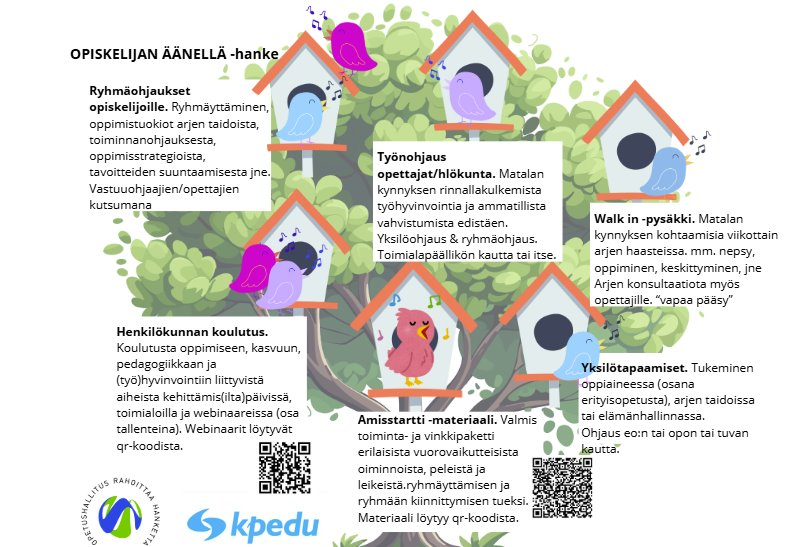 OPISKELIJAN ÄÄNELLÄ -hanke
Ryhmäohjaukset
opiskelijoille. Ryhmäyttäminen,
oppimistuokiot arjen taidoista,
toiminnanohjauksesta,
oppimisstrategioista,
tavoitteiden suuntaamisesta jne.
Vastuuohjaajien/opettajien
kutsumana
Työnohjaus
opettajat/hlökunta. Matalan
kynnyksen rinnallakulkemista
työhyvinvointia ja ammatillista
vahvistumista edistäen.
Yksilöohjaus & ryhmäohjaus.
Toimialapäällikön kautta tai itse.
Walk in -pysäkki. Matalan
kynnyksen kohtaamisia viikottain
arjen haasteissa. mm. nepsy,
oppiminen, keskittyminen, jne
Arjen konsultaatiota myös
opettajille. “vapaa pääsy”
Henkilökunnan koulutus.
Koulutusta oppimiseen, kasvuun,
pedagogiikkaan ja
(työ)hyvinvointiin liittyvistä
aiheista kehittämis(ilta)päivissä,
toimialoilla ja webinaareissa (osa
tallenteina). Webinaarit löytyvät
qr-koodista.
Amisstartti -materiaali. Valmis
toiminta- ja vinkkipaketti
erilaisista vuorovaikutteisista
oiminnoista, peleistä ja
leikeistä.ryhmäyttämisen ja
ryhmään kiinnittymisen tueksi.
Materiaali löytyy qr-koodista.
Yksilötapaamiset. Tukeminen
oppiaineessa (osana
erityisopetusta), arjen taidoissa
tai elämänhallinnassa.
Ohjaus eo:n tai opon tai tuvan
kautta.
OPETUSHALLITUS RAHOITTAA HANKETTA
kpedu